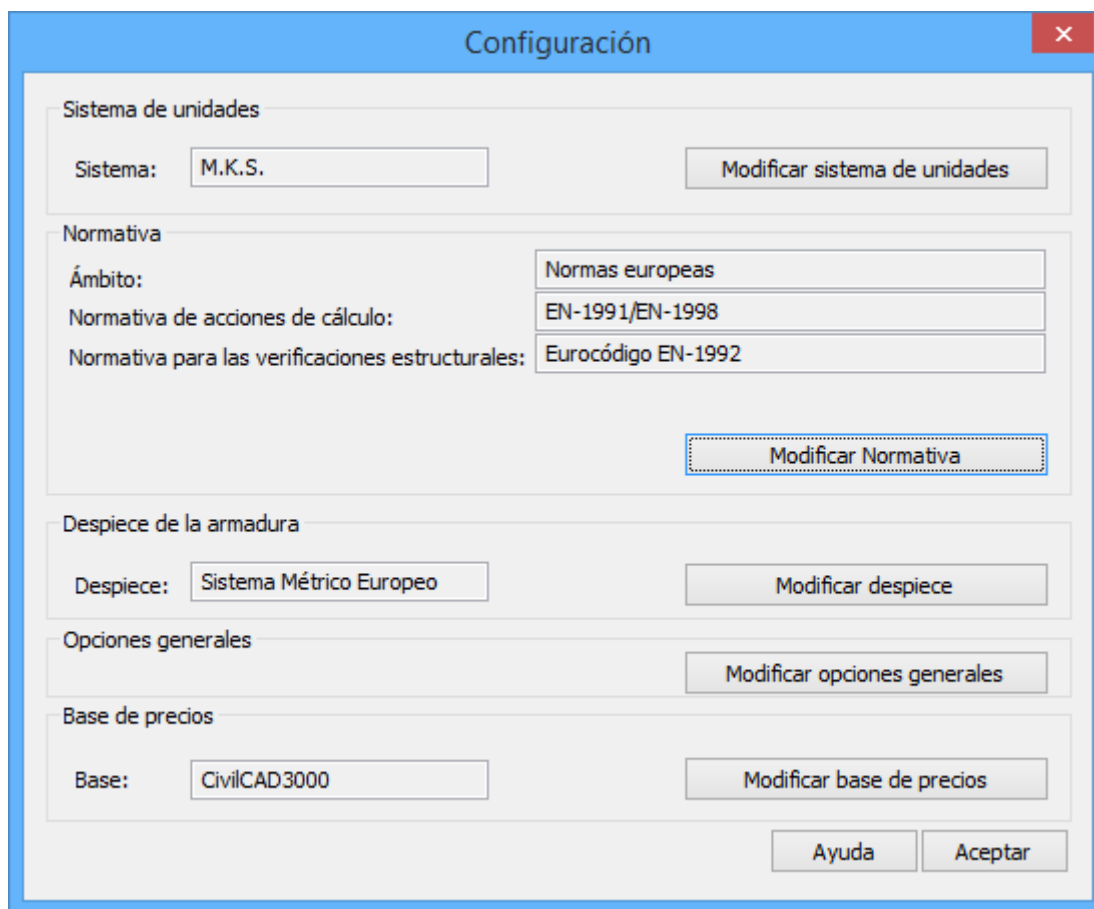 Configuración
Sistema de unidades
Sistema: M.K.S. Modificar sistema de unidades
Normativa
Ámbito: Normas europeas
Normativa de acciones de cálculo: EN-1991/EN-1998
Normativa para las verificaciones estructurales: Eurocódigo EN-1992
Modificar Normativa
Despiece de la armadura
Despiece: Sistema Métrico Europeo Modificar despiece
Opciones generales
Modificar opciones generales
Base de precios
Base: CivilCAD3000 Modificar base de precios
Ayuda Aceptar